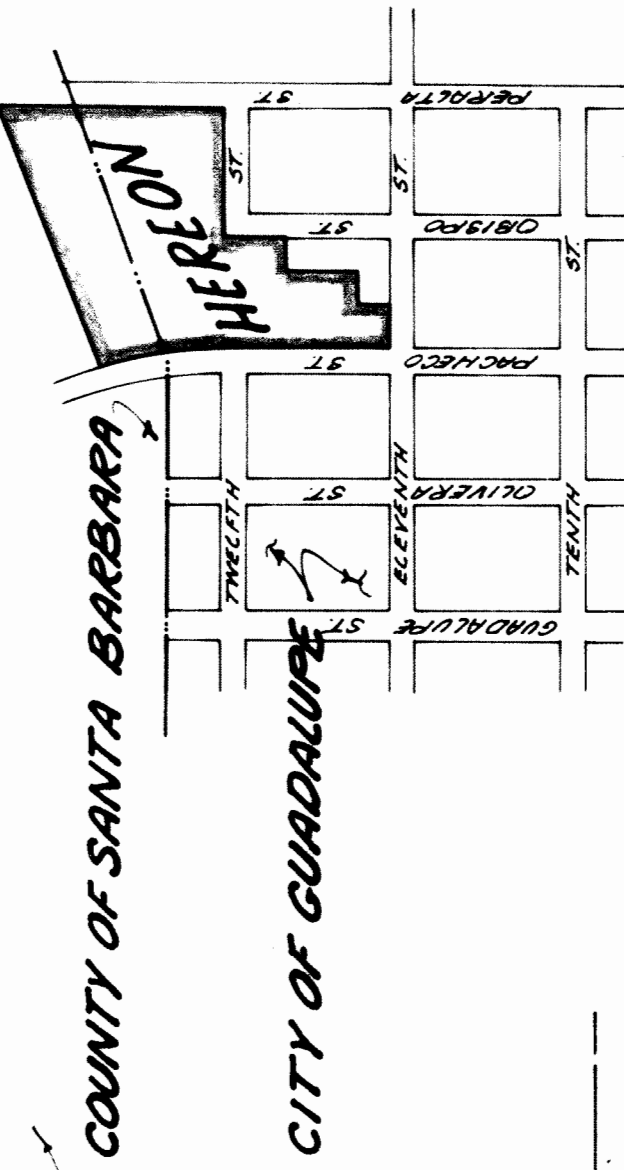 COUNTY OF SANTA BARBARA
CITY OF GUADALUPE
HEREON
TWELFTH ST.
ELEVENTH ST.
TENTH ST.
GUADALUPE ST.
OLIVERA ST.
PACHECO ST.
OBISPO ST.
PERALTA ST.